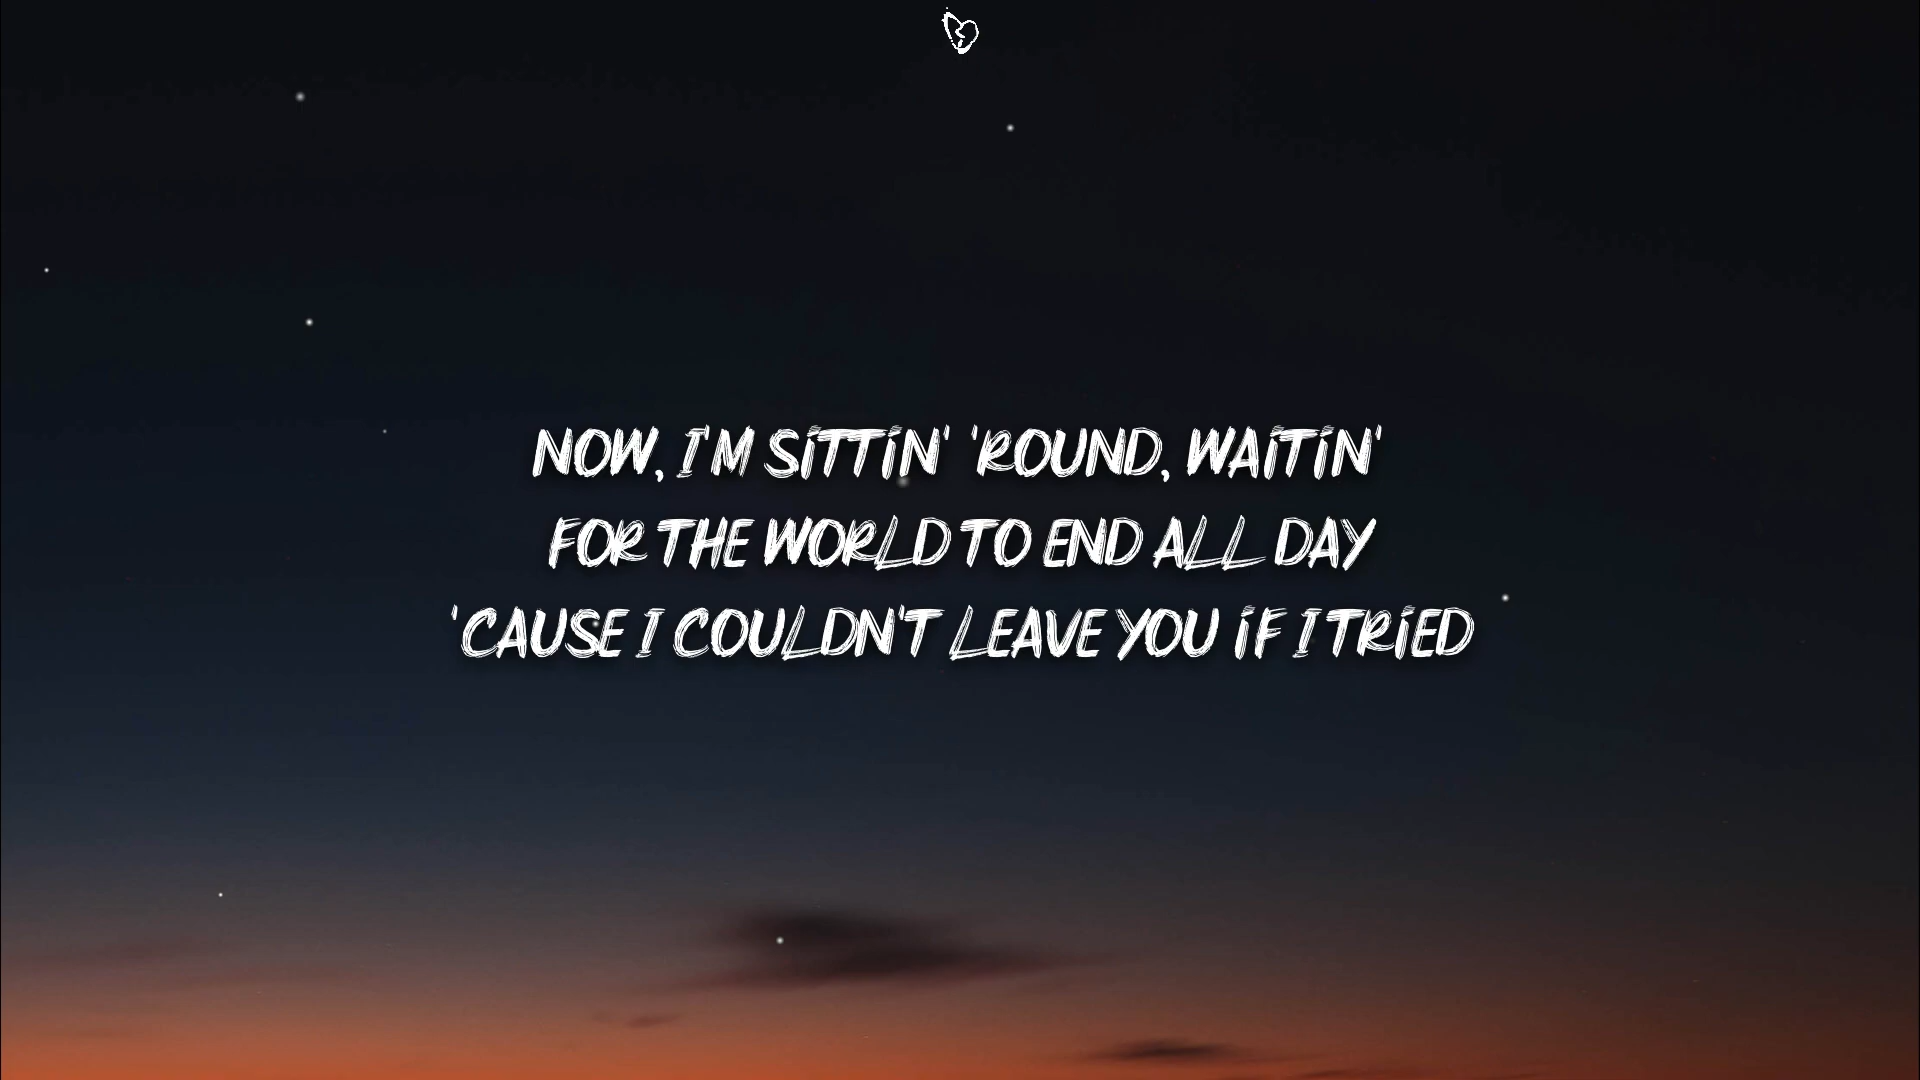 NOW, I'M SITTIN' 'ROUND, WAITIN'
FOR THE WORLD TO END ALL DAY
'CAUSE I COULDN'T LEAVE YOU IF I TRIED